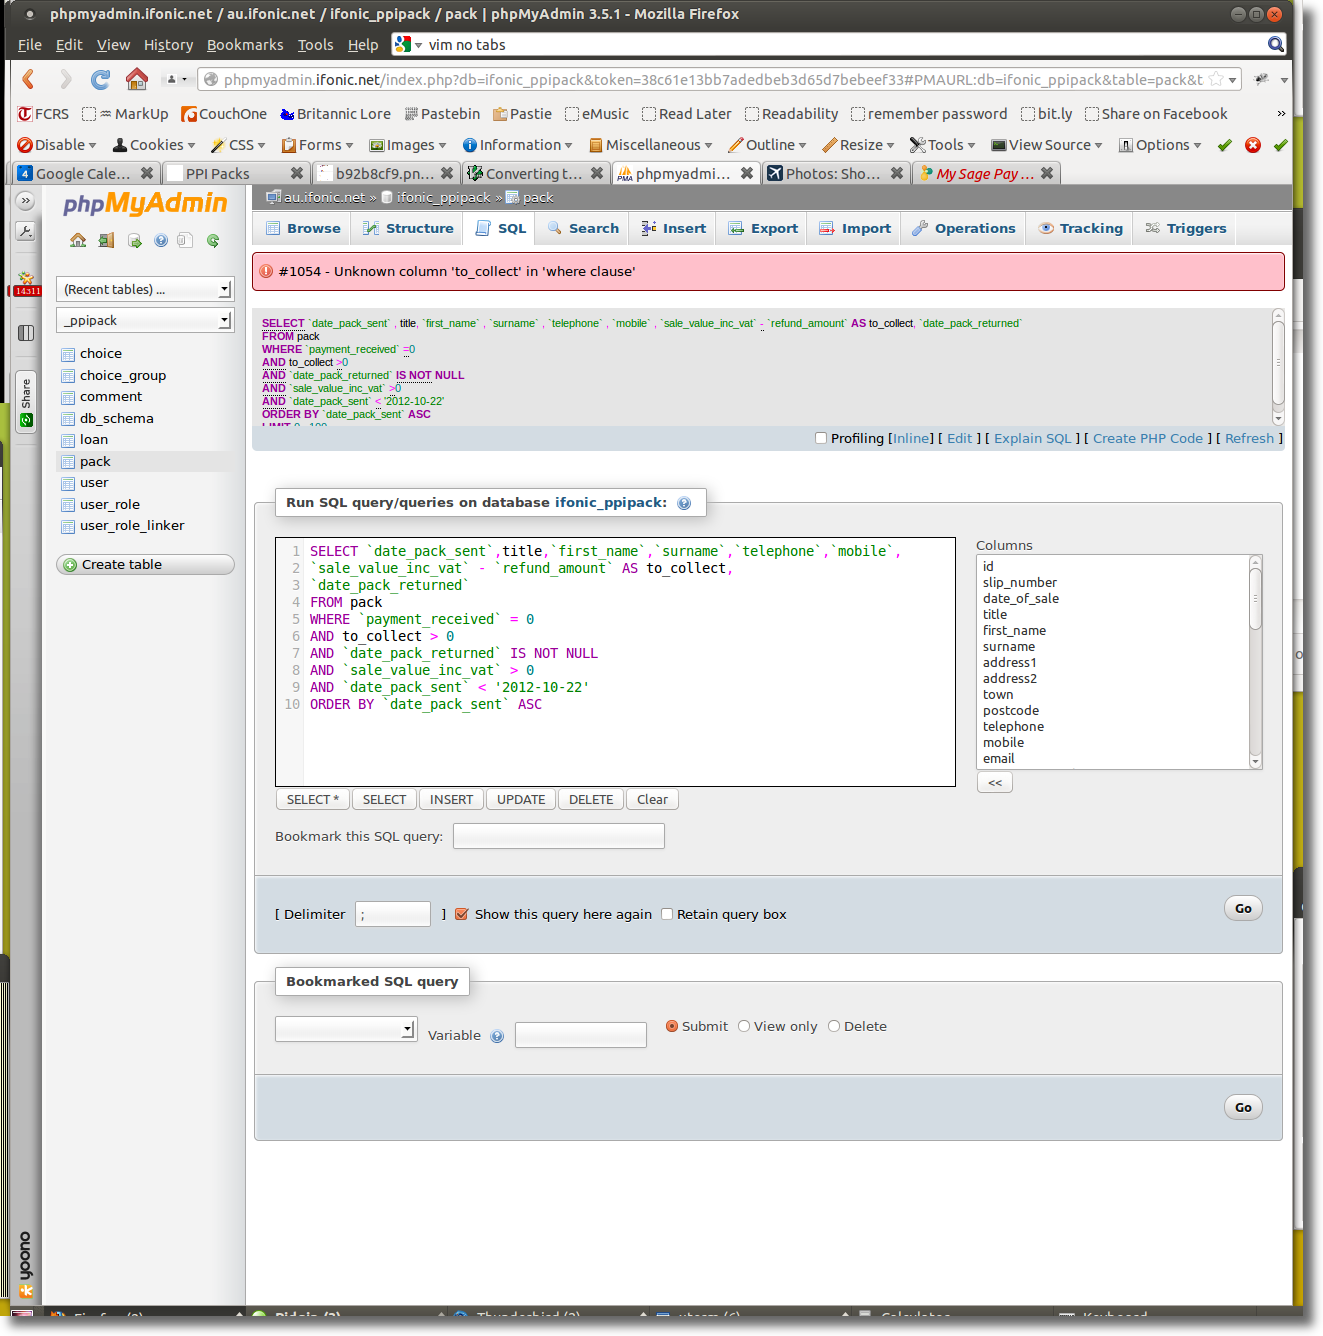 phpmyadmin.ifonic.net / au.ifonic.net / ifonic_ppipack / pack | phpMyAdmin 3.5.1 - Mozilla Firefox
File Edit View History Bookmarks Tools Help vim no tabs
phpmyadmin.ifonic.net/index.php?db=ifonic_ppipack&token=38c61e13bb7adedbeb3d65d7bebeef33#PMAURL:db=ifonic_ppipack&table=pack&t
FCRS MarkUp CouchOne Britannic Lore Pastebin Pastie eMusic Read Later Readability remember password bit.ly Share on Facebook »
Disable Cookies CSS Forms Images Information Miscellaneous Outline Resize Tools View Source Options
4 Google Cale... PPI Packs b92b8cf9.pn... Converting t... phpmyadmi... Photos: Sho... My Sage Pay ...
phpMyAdmin
au.ifonic.net » ifonic_ppipack » pack
Browse Structure SQL Search Insert Export Import Operations Tracking Triggers
14311
(Recent tables) ...
_ppipack
choice
choice_group
comment
db_schema
loan
pack
user
user_role
user_role_linker
Create table
Share
yoono
#1054 - Unknown column 'to_collect' in 'where clause'
SELECT `date_pack_sent` , title, `first_name` , `surname` , `telephone` , `mobile` , `sale_value_inc_vat` - `refund_amount` AS to_collect, `date_pack_returned`
FROM pack
WHERE `payment_received` =0
AND to_collect >0
AND `date_pack_returned` IS NOT NULL
AND `sale_value_inc_vat` >0
AND `date_pack_sent` < '2012-10-22'
ORDER BY `date_pack_sent` ASC
LIMIT 0 , 100
Profiling [Inline] [ Edit ] [ Explain SQL ] [ Create PHP Code ] [ Refresh ]
Run SQL query/queries on database ifonic_ppipack:
1 SELECT `date_pack_sent`,title,`first_name`,`surname`,`telephone`,`mobile`,
2 `sale_value_inc_vat` - `refund_amount` AS to_collect,
3 `date_pack_returned`
4 FROM pack
5 WHERE `payment_received` = 0
6 AND to_collect > 0
7 AND `date_pack_returned` IS NOT NULL
8 AND `sale_value_inc_vat` > 0
9 AND `date_pack_sent` < '2012-10-22'
10 ORDER BY `date_pack_sent` ASC
Columns
id
slip_number
date_of_sale
title
first_name
surname
address1
address2
town
postcode
telephone
mobile
email
<<
SELECT * SELECT INSERT UPDATE DELETE Clear
Bookmark this SQL query:
[ Delimiter ; ] Show this query here again Retain query box
Go
Bookmarked SQL query
Variable Submit View only Delete
Go